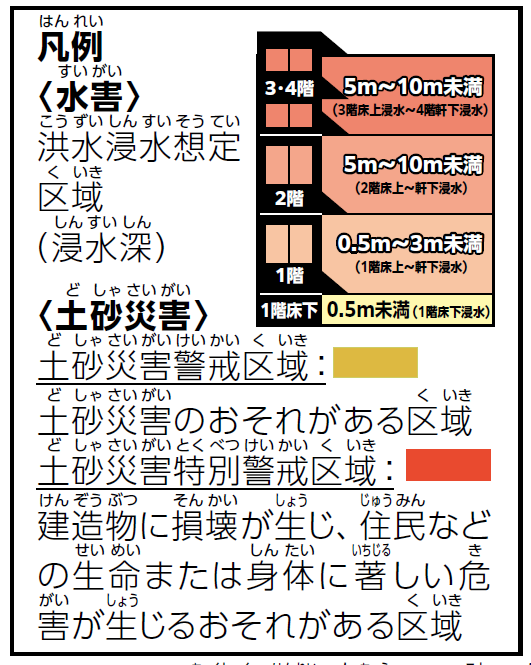 はんれい
凡例
すいがい
〈水害〉
こうずいしんすいそうてい
洪水浸水想定
くいき
区域
しんすいしん
(浸水深)
3・4階
5m〜10m未満
(3階床上浸水〜4階軒下浸水)
2階
5m〜10m未満
(2階床上〜軒下浸水)
1階
0.5m〜3m未満
(1階床上〜軒下浸水)
1階床下
0.5m未満(1階床下浸水)
どしゃさいがい
〈土砂災害〉
どしゃさいがいけいかいくいき
土砂災害警戒区域:
どしゃさいがい くいき
土砂災害のおそれがある区域
どしゃさいがいとくべつけいかいくいき
土砂災害特別警戒区域:
けんぞうぶつ そんかい しょう じゅうみん
建造物に損壊が生じ、住民など
せいめい しんたい いちじる き
の生命または身体に著しい危
がい しょう くいき
害が生じるおそれがある区域